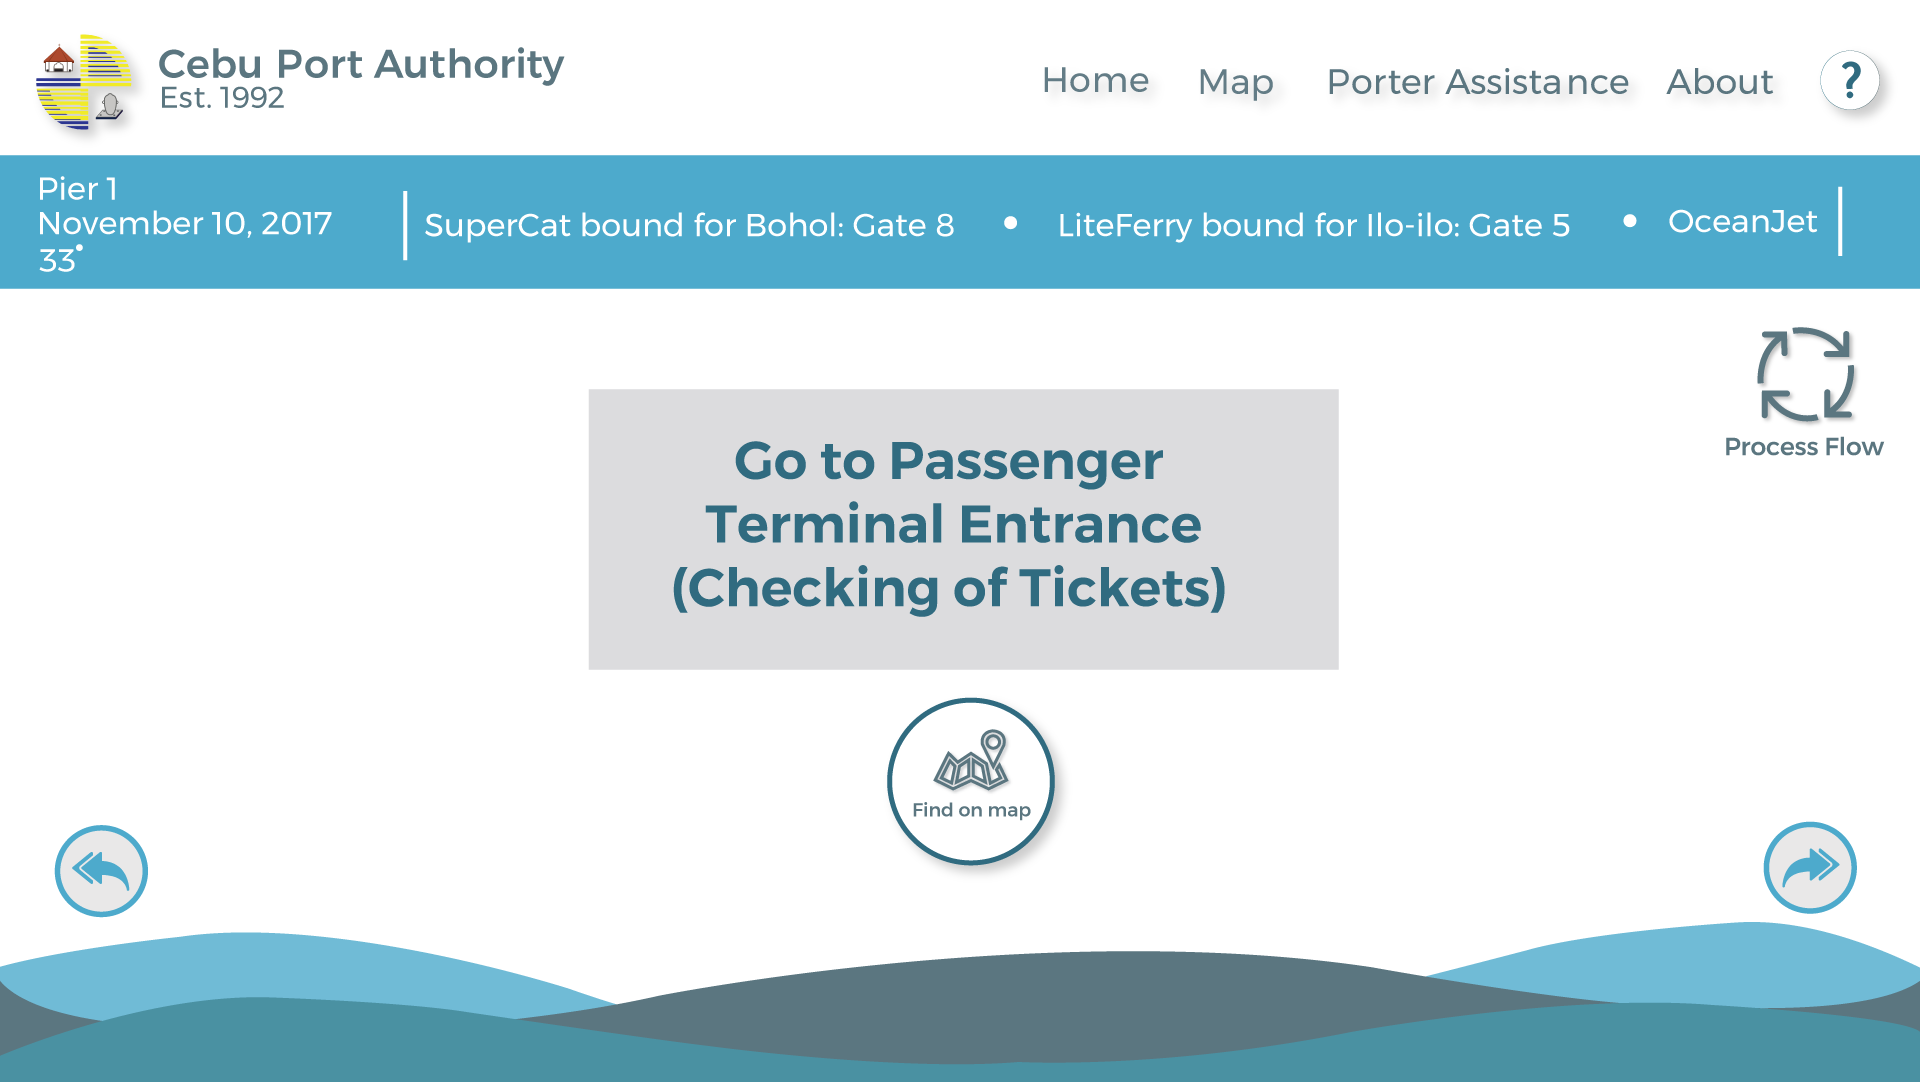 Cebu Port Authority
Est. 1992
Home
Map
Porter Assistance
About
?
Pier 1
November 10, 2017
33°
SuperCat bound for Bohol: Gate 8 • LiteFerry bound for Ilo-ilo: Gate 5 • OceanJet
Process Flow
Go to Passenger
Terminal Entrance
(Checking of Tickets)
Find on map